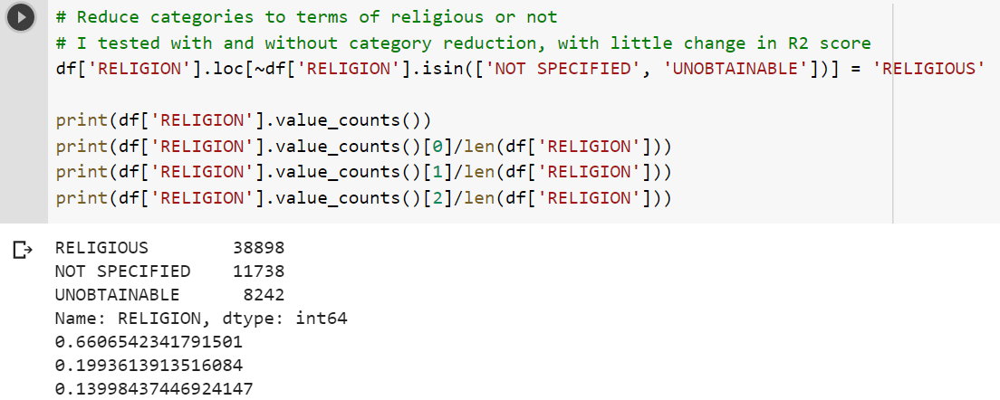 # Reduce categories to terms of religious or not
# I tested with and without category reduction, with little change in R2 score
df['RELIGION'].loc[~df['RELIGION'].isin(['NOT SPECIFIED', 'UNOBTAINABLE'])] = 'RELIGIOUS'
print(df['RELIGION'].value_counts())
print(df['RELIGION'].value_counts()[0]/len(df['RELIGION']))
print(df['RELIGION'].value_counts()[1]/len(df['RELIGION']))
print(df['RELIGION'].value_counts()[2]/len(df['RELIGION']))
RELIGIOUS        38898
NOT SPECIFIED    11738
UNOBTAINABLE      8242
Name: RELIGION, dtype: int64
0.6606542341791501
0.1993613913516084
0.13998437446924147